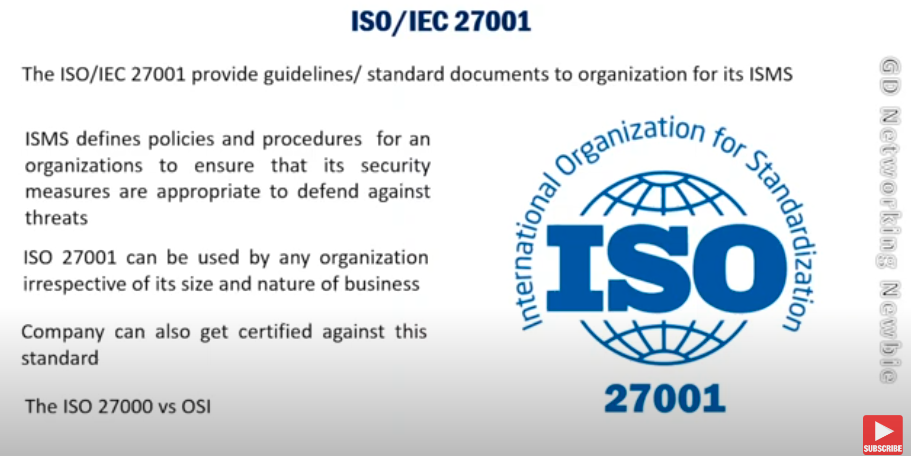 ISO/IEC 27001
The ISO/IEC 27001 provide guidelines/ standard documents to organization for its ISMS
ISMS defines policies and procedures for an
organizations to ensure that its security
measures are appropriate to defend against
threats
ISO 27001 can be used by any organization
irrespective of its size and nature of business
Company can also get certified against this
standard
The ISO 27000 vs OSI
International Organization for Standardization
ISO
27001
GD Networking Newbie
SUBSCRIBE